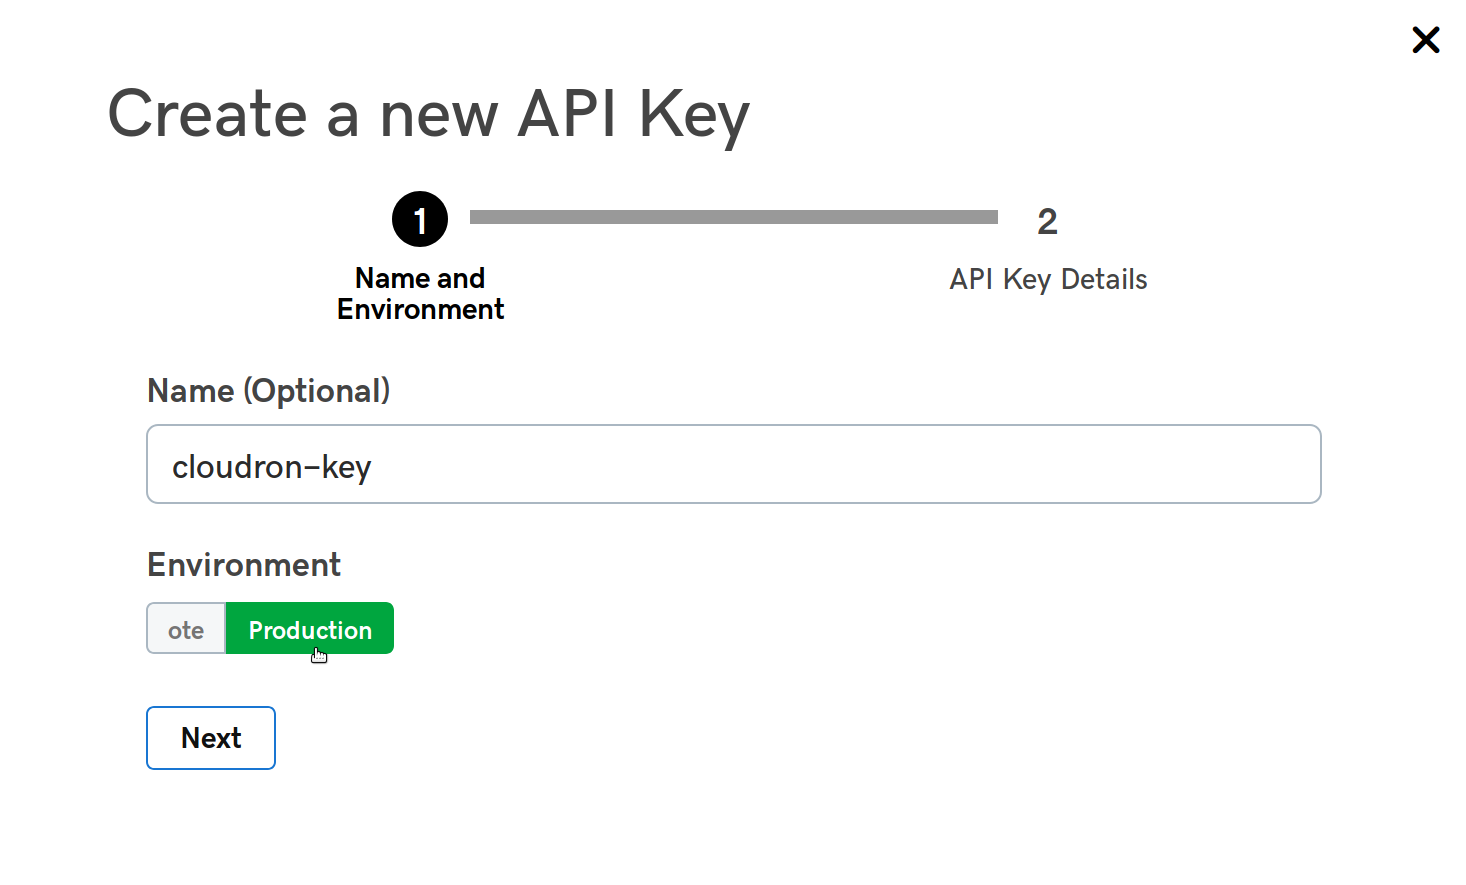 Create a new API Key
1
2
Name and
Environment
API Key Details
Name (Optional)
cloudron-key
Environment
ote
Production
Next